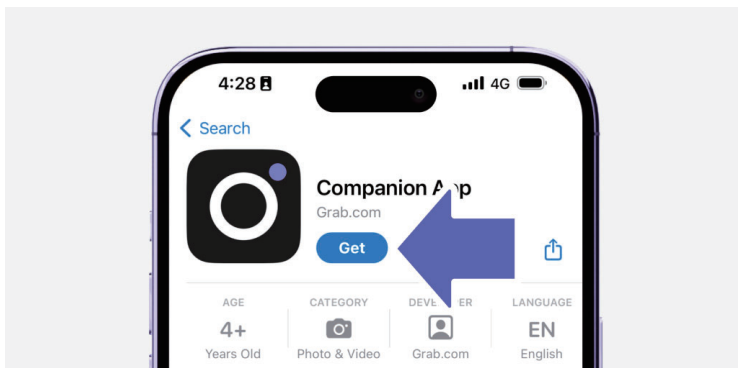 4:28
4G
Search
Companion App
Grab.com
Get
AGE
CATEGORY
LANGUAGE
4+
EN
Years Old
Photo & Video
Grab.com
English